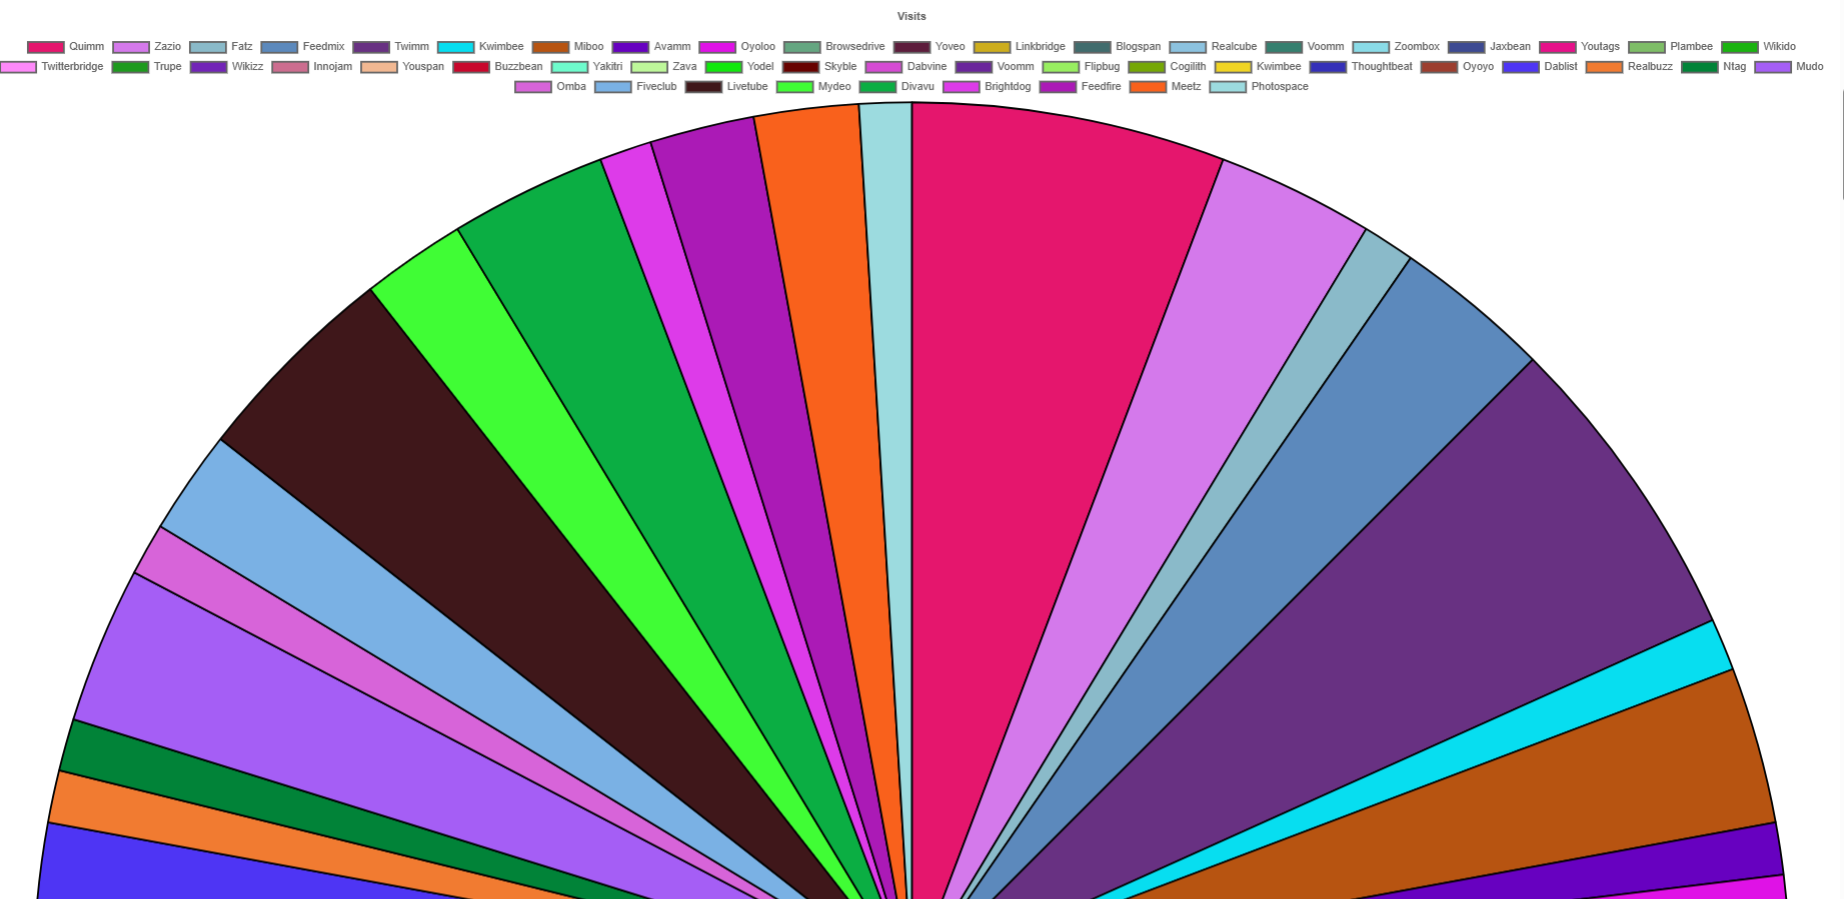 Visits
Quimm Zazio Fatz Feedmix Twimm Kwimbee Miboo Avamm Oyoloo Browsedrive Yoveo Linkbridge Blogspan Realcube Voomm Zoombox Jaxbean Youtags Plambee Wikido
Twitterbridge Trupe Wikizz Innojam Youspan Buzzbean Yakitri Zava Yodel Skyble Dabvine Voomm Flipbug Cogilith Kwimbee Thoughtbeat Oyoyo Dablist Realbuzz Ntag Mudo
Omba Fiveclub Livetube Mydeo Divavu Brightdog Feedfire Meetz Photospace